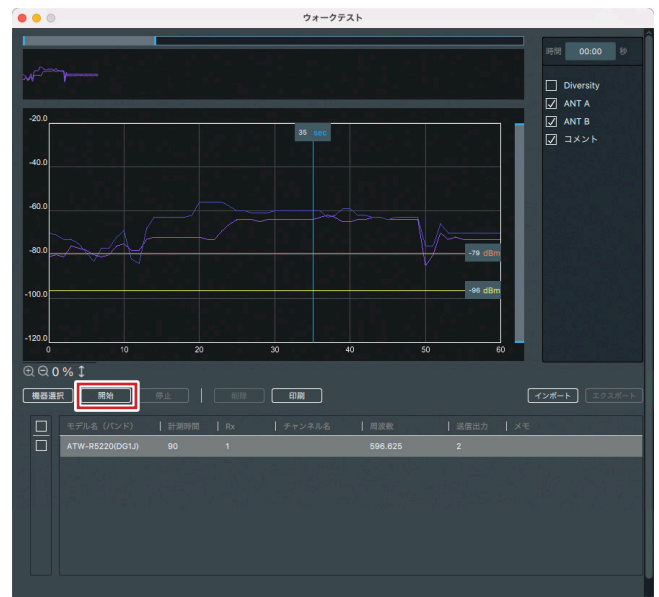 ウォークテスト
時間 00:00 秒
Diversity
ANT A
ANT B
コメント
-20.0
35 sec
-40.0
-60.0
-80.0
-79 dBm
-96 dBm
-100.0
-120.0
0 10 20 30 40 50 60
0 %
機器選択 開始 停止 削除 印刷 インポート エクスポート
モデル名（バンド） 計測時間 Rx チャンネル名 周波数 送信出力 メモ
ATW-R5220(DG1J) 90 1 596.625 2